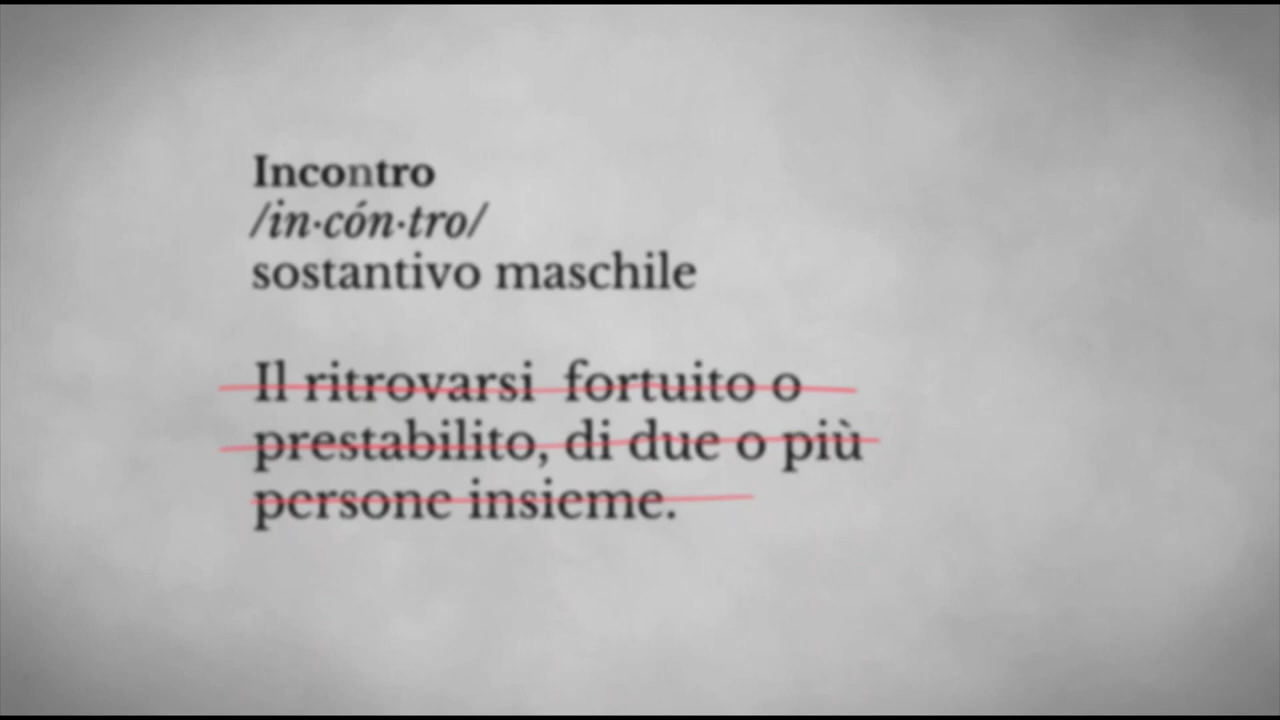 Incontro
/in·cón·tro/
sostantivo maschile
Il ritrovarsi fortuito o
prestabilito, di due o più
persone insieme.